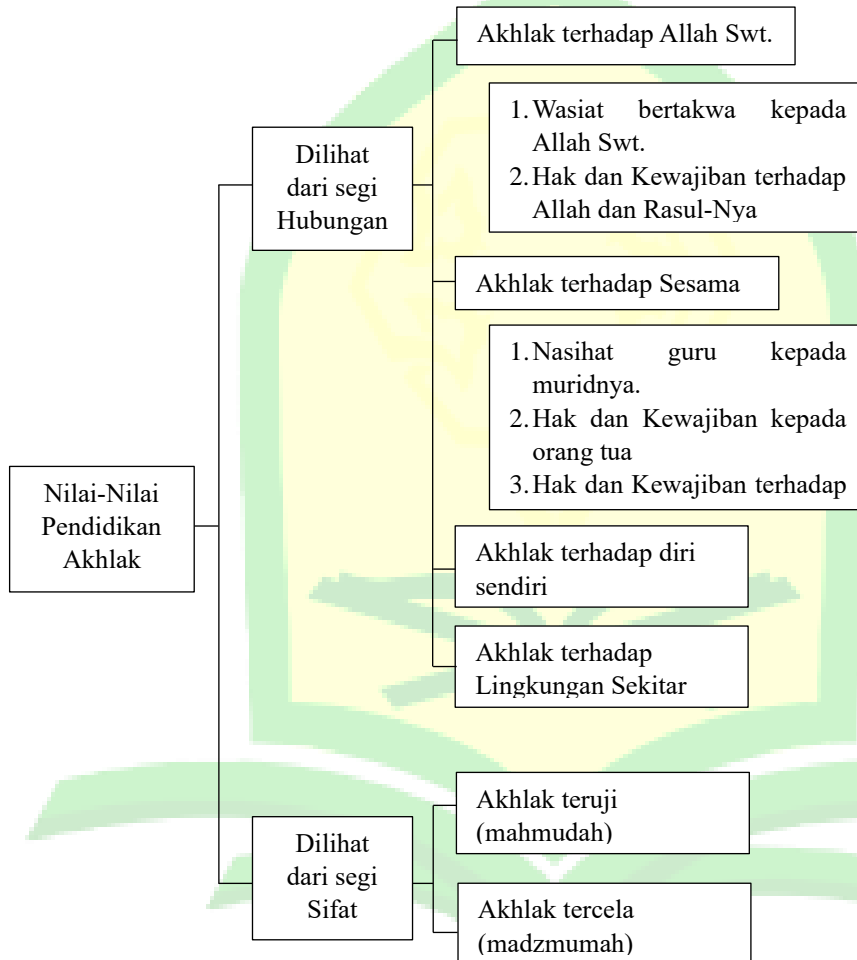 Akhlak terhadap Allah Swt.
1. Wasiat bertakwa kepada
Allah Swt.
2. Hak dan Kewajiban terhadap
Allah dan Rasul-Nya
Dilihat
dari segi
Hubungan
Akhlak terhadap Sesama
1. Nasihat guru kepada
muridnya.
2. Hak dan Kewajiban kepada
orang tua
3. Hak dan Kewajiban terhadap
Nilai-Nilai
Pendidikan
Akhlak
Akhlak terhadap diri
sendiri
Akhlak terhadap
Lingkungan Sekitar
Dilihat
dari segi
Sifat
Akhlak teruji
(mahmudah)
Akhlak tercela
(madzmumah)